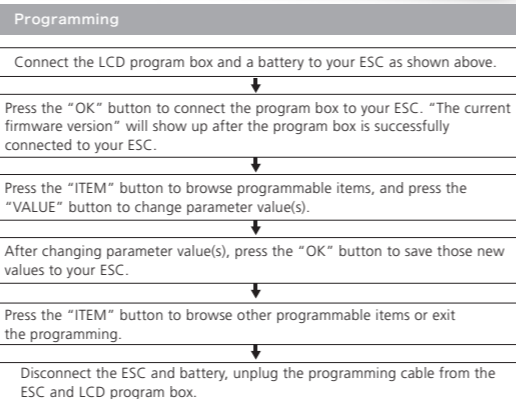 Programming
Connect the LCD program box and a battery to your ESC as shown above.
Press the “OK” button to connect the program box to your ESC. “The current
firmware version” will show up after the program box is successfully
connected to your ESC.
Press the “ITEM” button to browse programmable items, and press the
“VALUE” button to change parameter value(s).
After changing parameter value(s), press the “OK” button to save those new
values to your ESC.
Press the “ITEM” button to browse other programmable items or exit
the programming.
Disconnect the ESC and battery, unplug the programming cable from the
ESC and LCD program box.